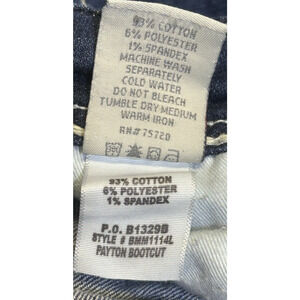 93% COTTON
6% POLYESTER
1% SPANDEX
MACHINE WASH
SEPARATELY
COLD WATER
DO NOT BLEACH
TUMBLE DRY MEDIUM
WARM IRON
RN# 75720
93% COTTON
6% POLYESTER
1% SPANDEX
P.O. B1329B
STYLE # BMM1114L
PAYTON BOOTCUT